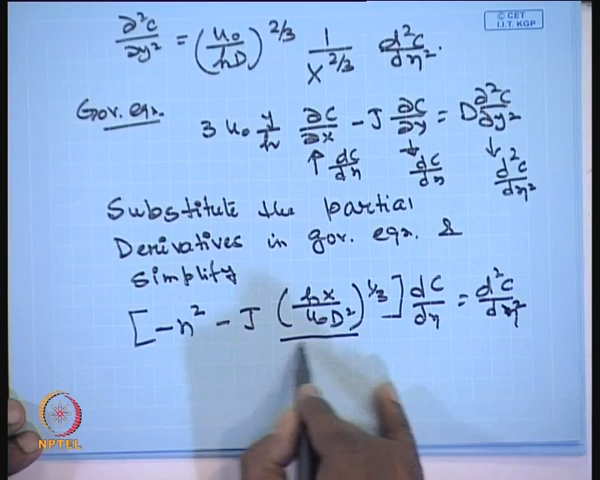 © CET
I.I.T. KGP
∂²c/∂y² = (u₀/hD)^2/3 1/x^2/3 d²c/dη².
Gov. eqn. 3 u₀ y/h ∂c/∂x − J ∂c/∂y = D ∂²c/∂y²
↑ dc/dη ↓ dc/dη ↓ d²c/dη²
Substitute the partial
Derivatives in gov. eqn. &
simplify
[−η² − J (hx/u₀D²)^1/3] dc/dη = d²c/dη²
NPTEL